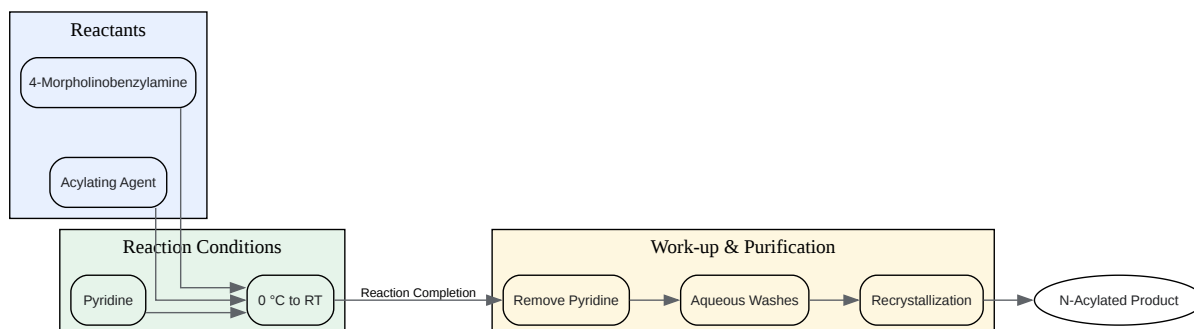 Reactants
4-Morpholinobenzylamine
Acylating Agent
Reaction Conditions
Pyridine
0 °C to RT
Reaction Completion
Work-up & Purification
Remove Pyridine
Aqueous Washes
Recrystallization
N-Acylated Product